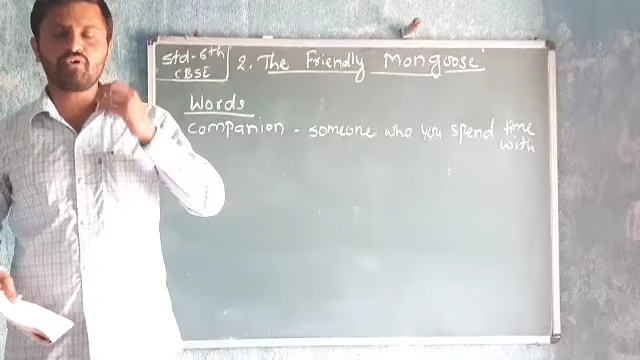 Std-6th
CBSE
2. The Friendly Mongoose'
Words
companion - someone who you spend time
with